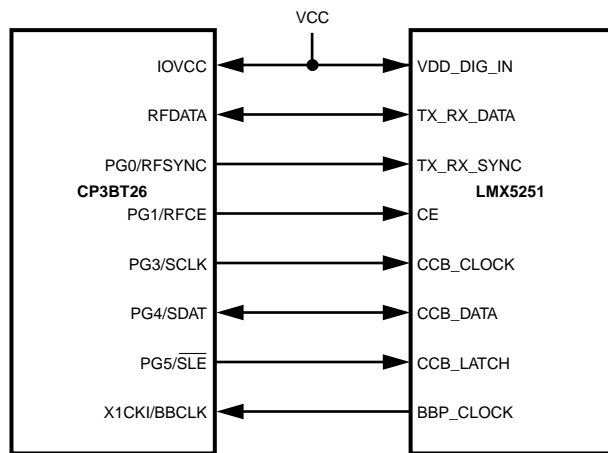 VCC
IOVCC VDD_DIG_IN
RFDATA TX_RX_DATA
PG0/RFSYNC TX_RX_SYNC
CP3BT26 LMX5251
PG1/RFCE CE
PG3/SCLK CCB_CLOCK
PG4/SDAT CCB_DATA
PG5/S̅L̅E̅ CCB_LATCH
X1CKI/BBCLK BBP_CLOCK